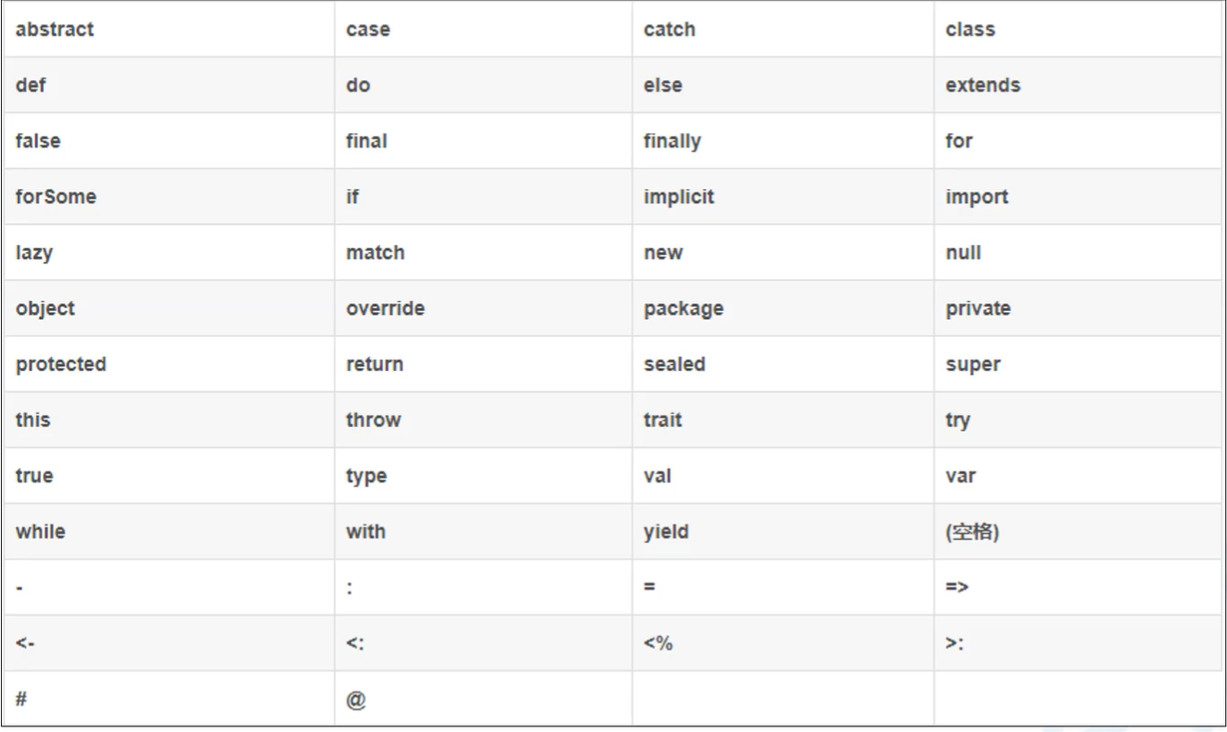 abstract case catch class
def do else extends
false final finally for
forSome if implicit import
lazy match new null
object override package private
protected return sealed super
this throw trait try
true type val var
while with yield (空格)
- : = =>
<- <: <% >:
# @